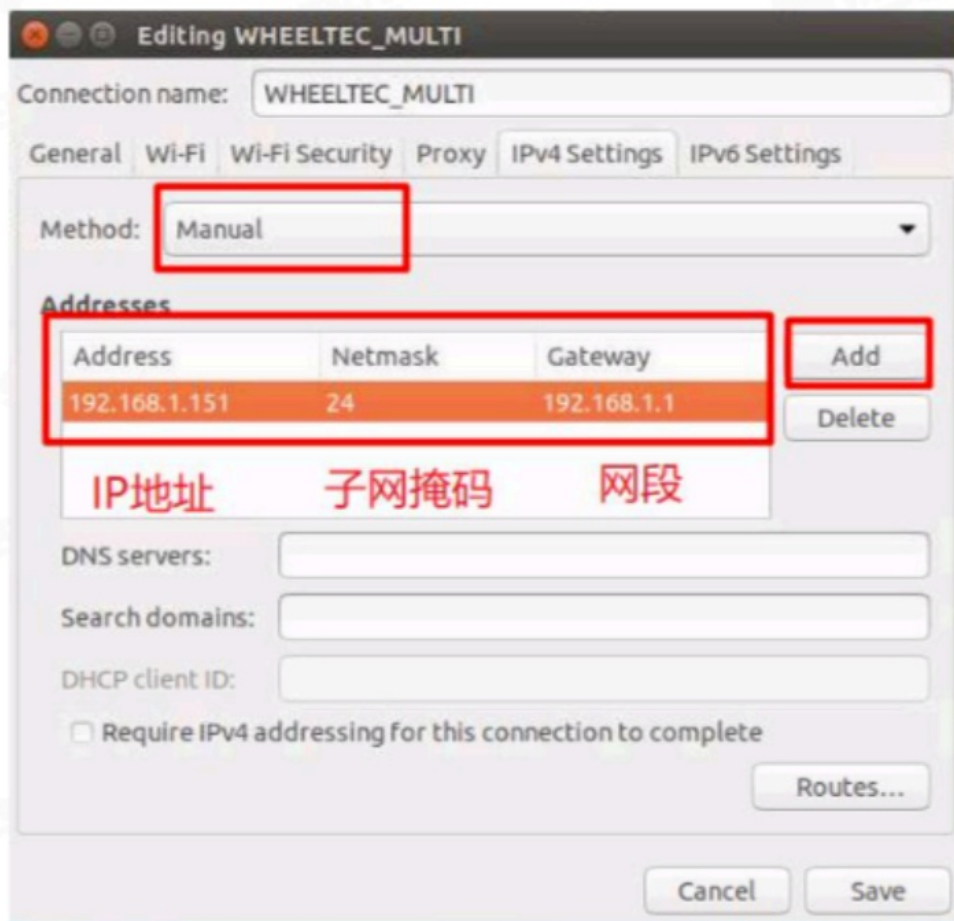 Editing WHEELTEC_MULTI
Connection name: WHEELTEC_MULTI
General Wi-Fi Wi-Fi Security Proxy IPv4 Settings IPv6 Settings
Method: Manual
Addresses
Address Netmask Gateway Add
192.168.1.151 24 192.168.1.1
Delete
IP地址 子网掩码 网段
DNS servers:
Search domains:
DHCP client ID:
Require IPv4 addressing for this connection to complete
Routes...
Cancel Save